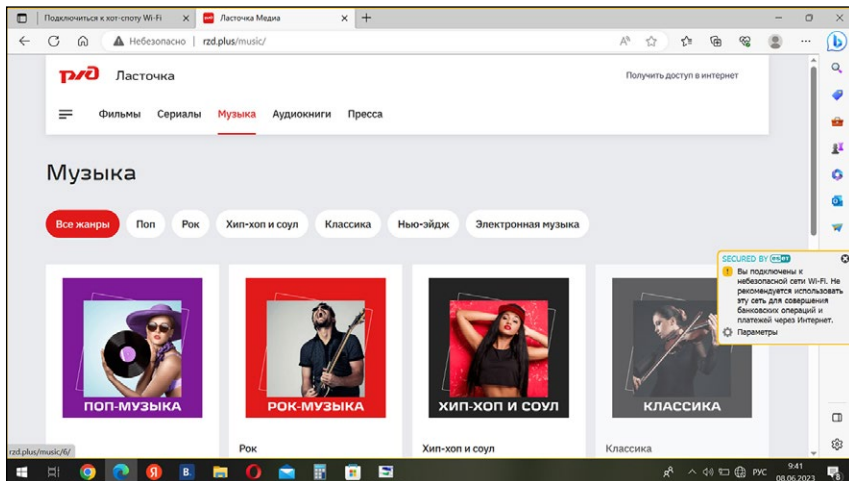 Подключиться к хот-споту Wi-Fi
Ласточка Медиа
Небезопасно
rzd.plus/music/
ржд Ласточка
Получить доступ в интернет
Фильмы Сериалы Музыка Аудиокниги Пресса
Музыка
Все жанры Поп Рок Хип-хоп и соул Классика Нью-эйдж Электронная музыка
SECURED BY ESET
Вы подключены к
небезопасной сети Wi-Fi. Не
рекомендуется использовать
эту сеть для совершения
банковских операций и
платежей через Интернет.
Параметры
ПОП-МУЗЫКА
РОК-МУЗЫКА
ХИП-ХОП И СОУЛ
КЛАССИКА
rzd.plus/music/6/
Рок
Хип-хоп и соул
Классика
РУС
9:41
08.06.2023